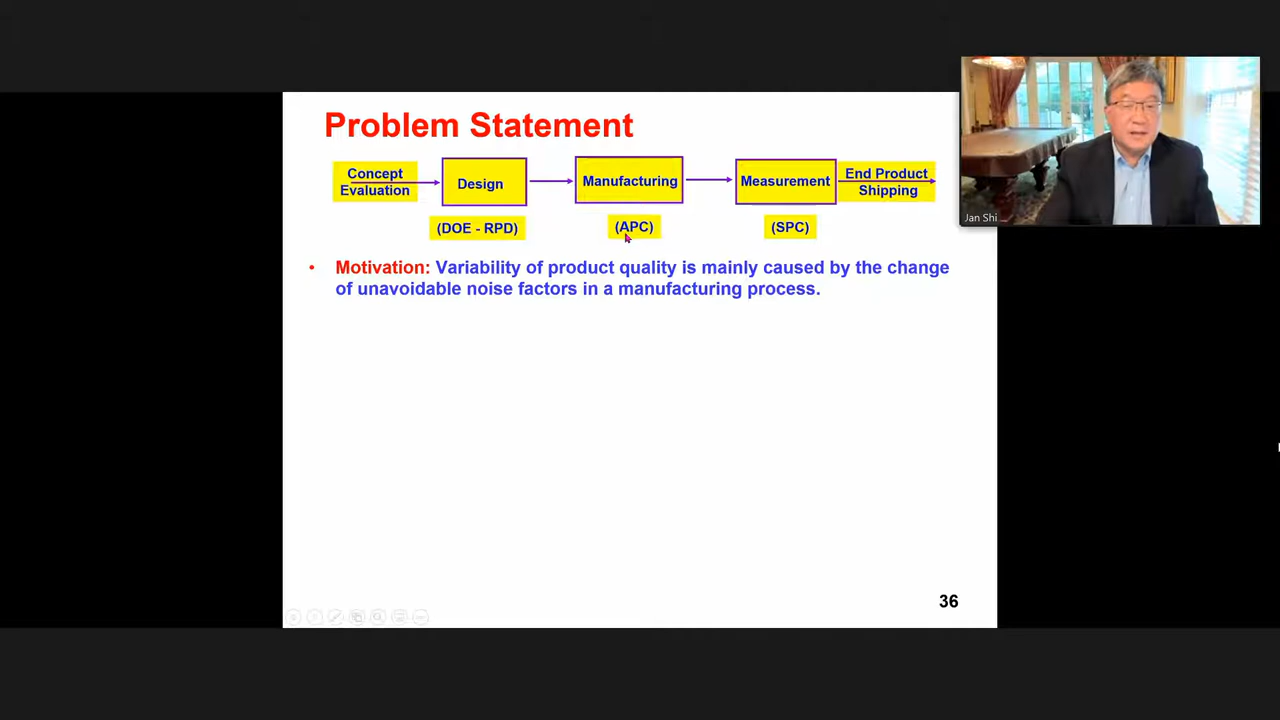 Problem Statement
Concept
Evaluation
Design
Manufacturing
Measurement
End Product
Shipping
(DOE - RPD)
(APC)
(SPC)
• Motivation: Variability of product quality is mainly caused by the change
of unavoidable noise factors in a manufacturing process.
36
Jan Shi